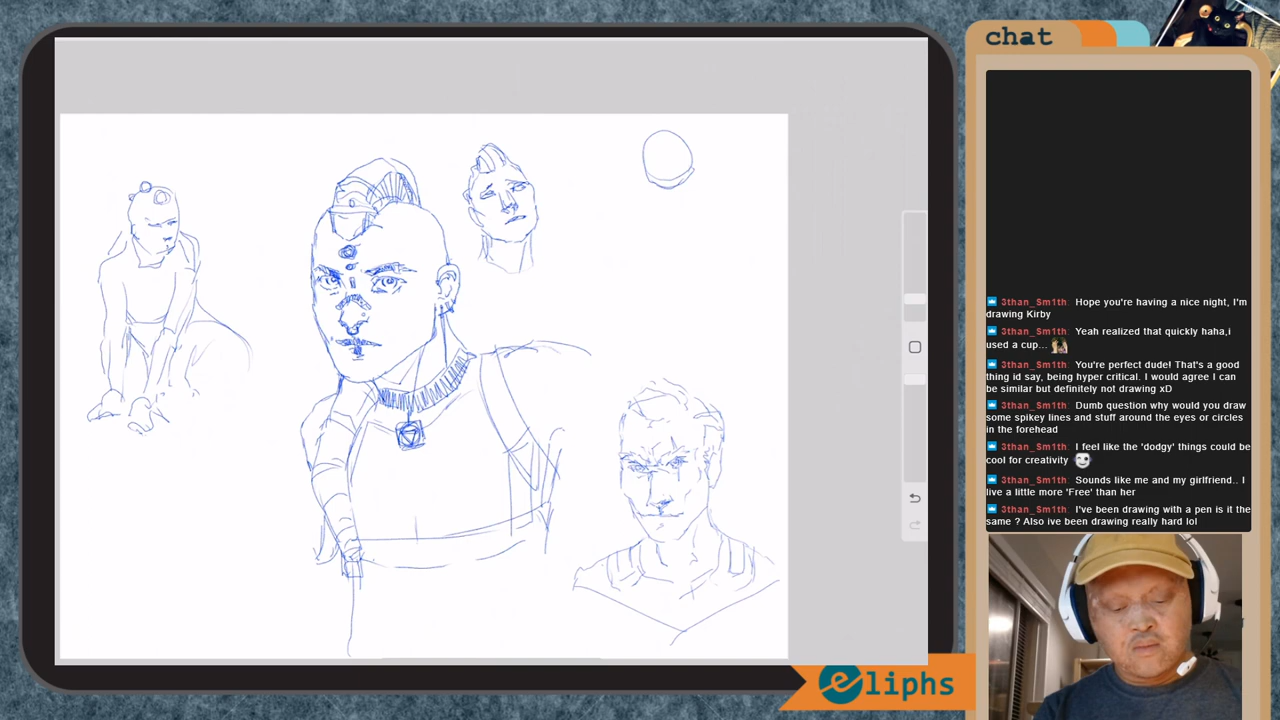 chat
3than_Sm1th: Hope you're having a nice night, I'm
drawing Kirby
3than_Sm1th: Yeah realized that quickly haha,i
used a cup...
3than_Sm1th: You're perfect dude! That's a good
thing id say, being hyper critical. I would agree I can
be similar but definitely not drawing xD
3than_Sm1th: Dumb question why would you draw
some spikey lines and stuff around the eyes or circles
in the forehead
3than_Sm1th: I feel like the 'dodgy' things could be
cool for creativity
3than_Sm1th: Sounds like me and my girlfriend.. I
live a little more 'Free' than her
3than_Sm1th: I've been drawing with a pen is it the
same ? Also ive been drawing really hard lol
eliphs